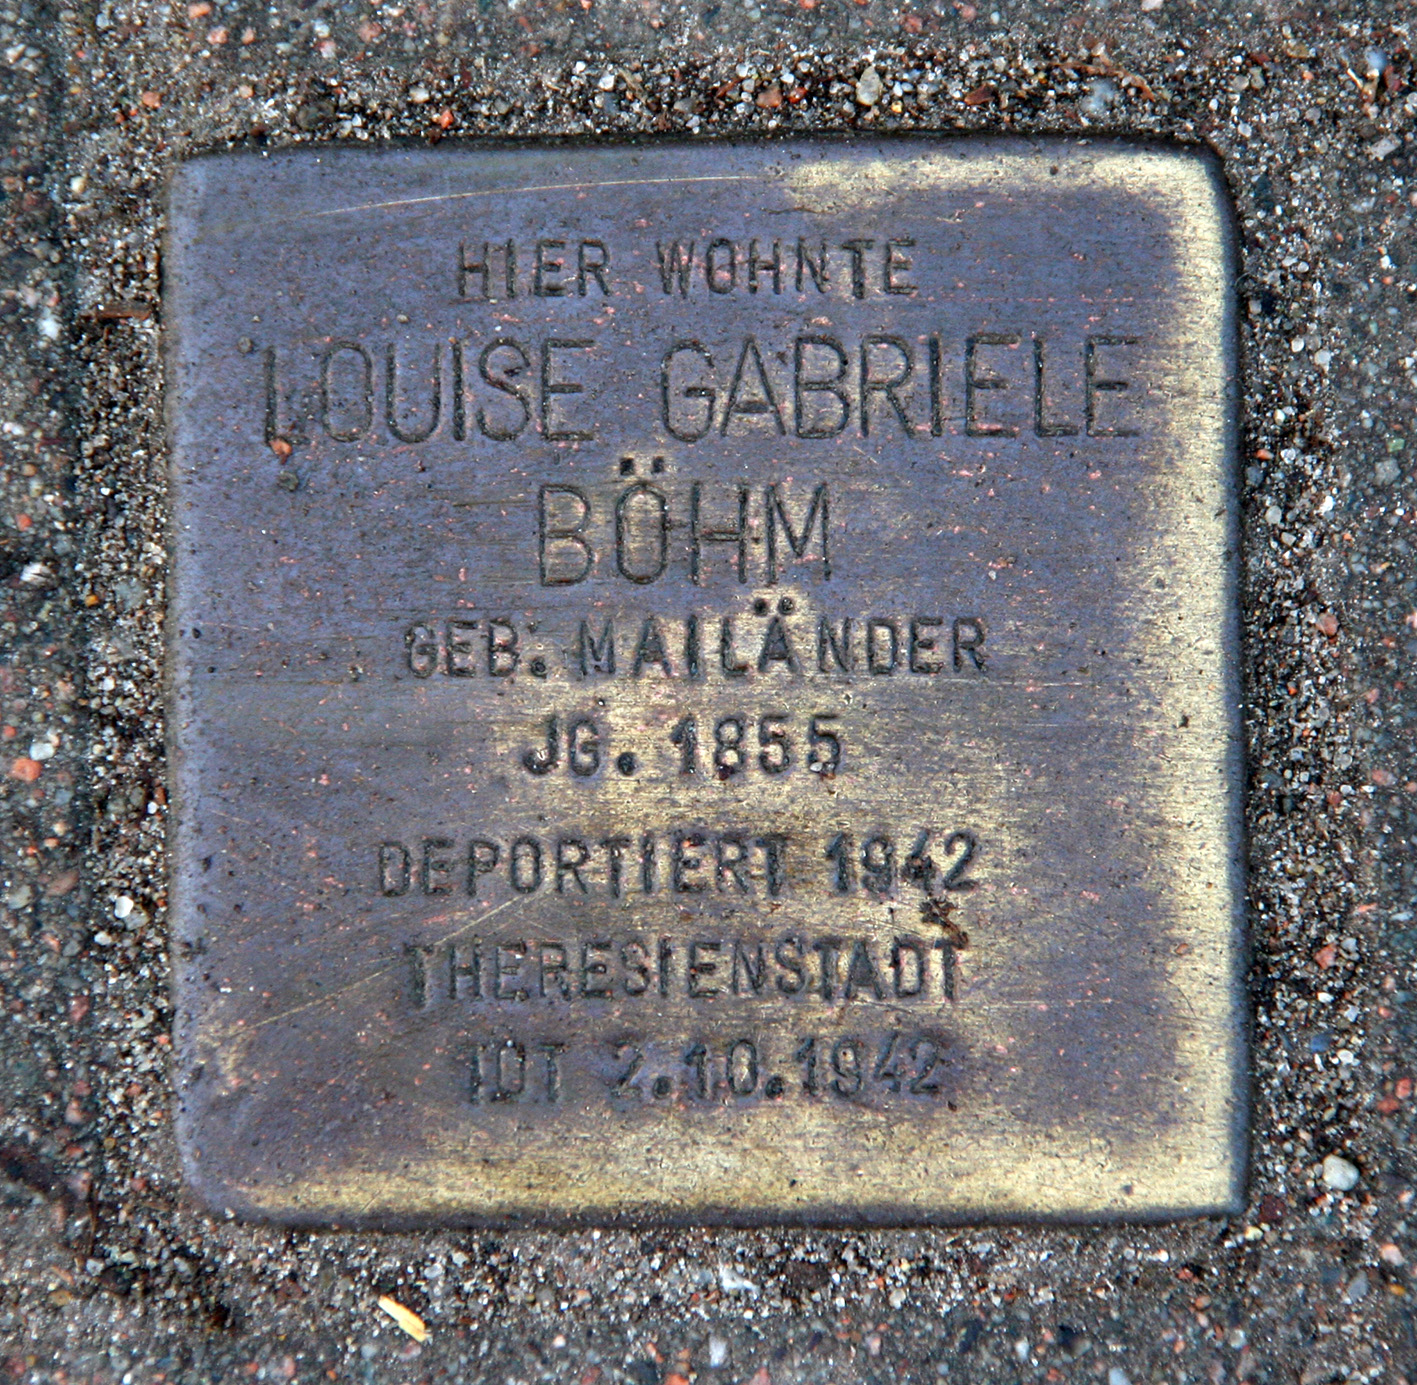 HIER WOHNTE
LOUISE GABRIELE
BÖHM
GEB. MAILÄNDER
JG. 1855
DEPORTIERT 1942
THERESIENSTADT
TOT 2.10.1942